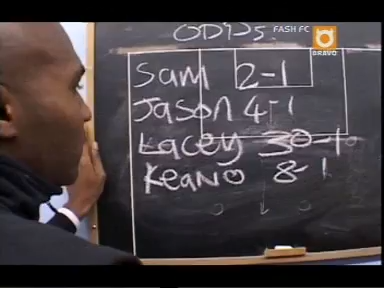 ODDS.
FASH FC
BRAVO
Sam 2-1
Jason 4-1
Lacey 30-1
Keano 8-1